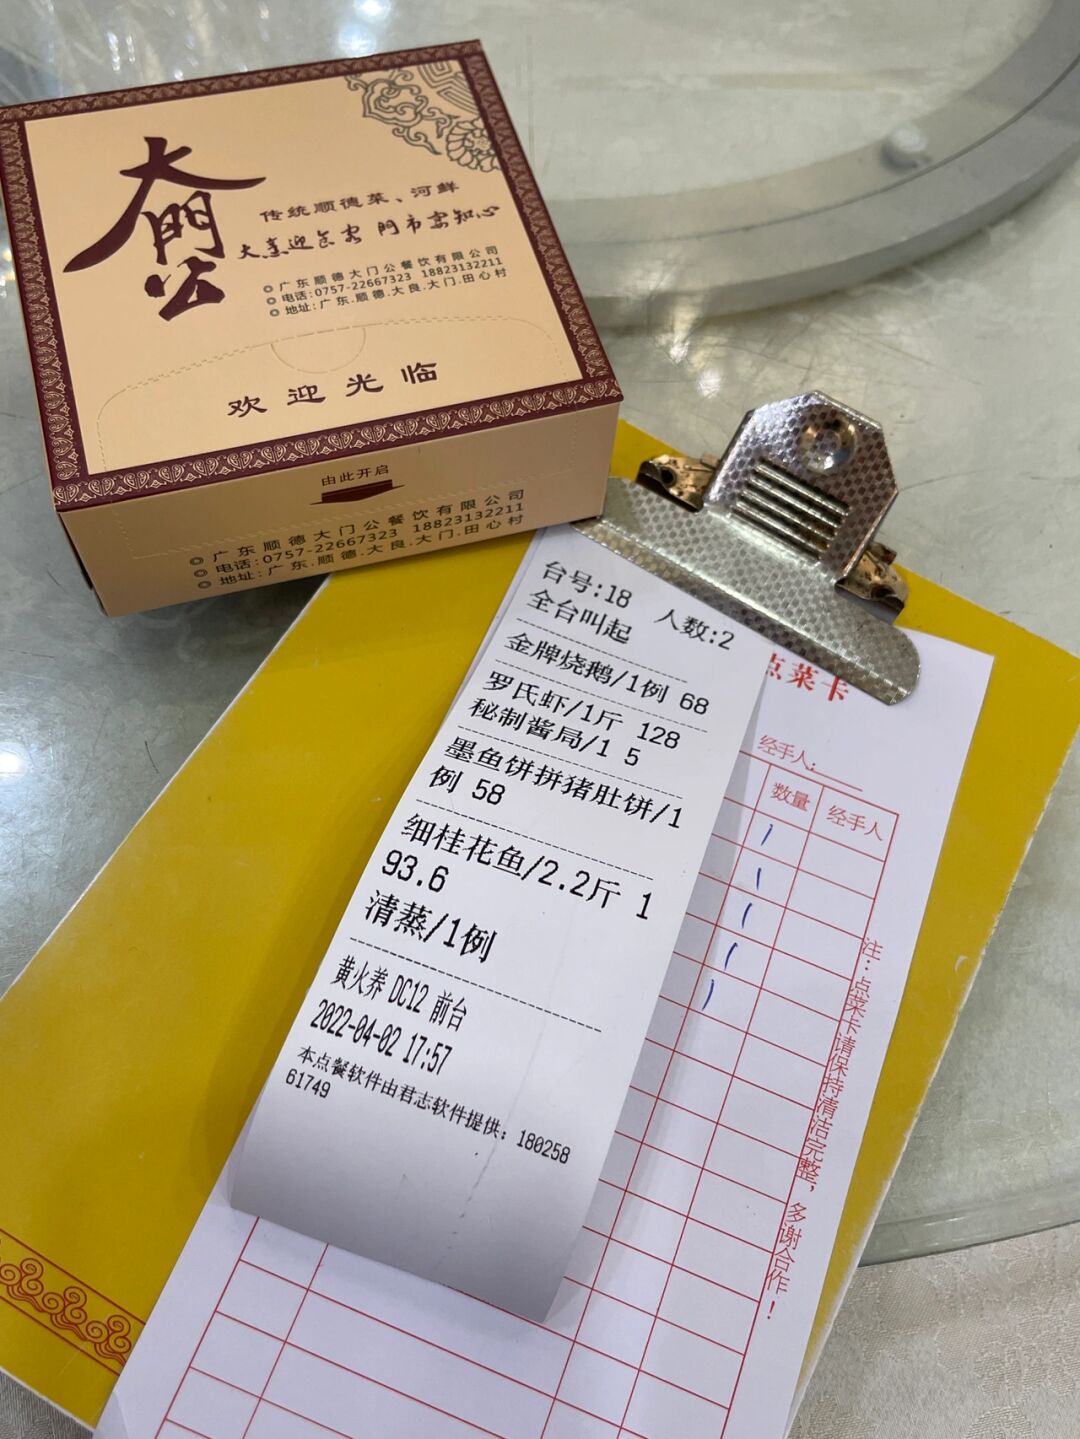 大門公
传统顺德菜、河鲜
大美迎宾客 門市宴知心
广东顺德大门公餐饮有限公司
电话:0757-22667323 18823132211
地址:广东.顺德.大良.大门.田心村
欢迎光临
由此开启
广东顺德大门公餐饮有限公司
电话:0757-22667323 18823132211
地址:广东.顺德.大良.大门.田心村
台号:18 人数:2
全台叫起
金牌烧鹅/1例 68
罗氏虾/1斤 128
秘制酱局/1 5
墨鱼饼拼猪肚饼/1
例 58
细桂花鱼/2.2斤 1
93.6
清蒸/1例
黄火养 DC12 前台
2022-04-02 17:57
本点餐软件由君志软件提供: 180258
61749
点菜卡
经手人:
数量 经手人
注:点菜卡请保持清洁完整,多谢合作!